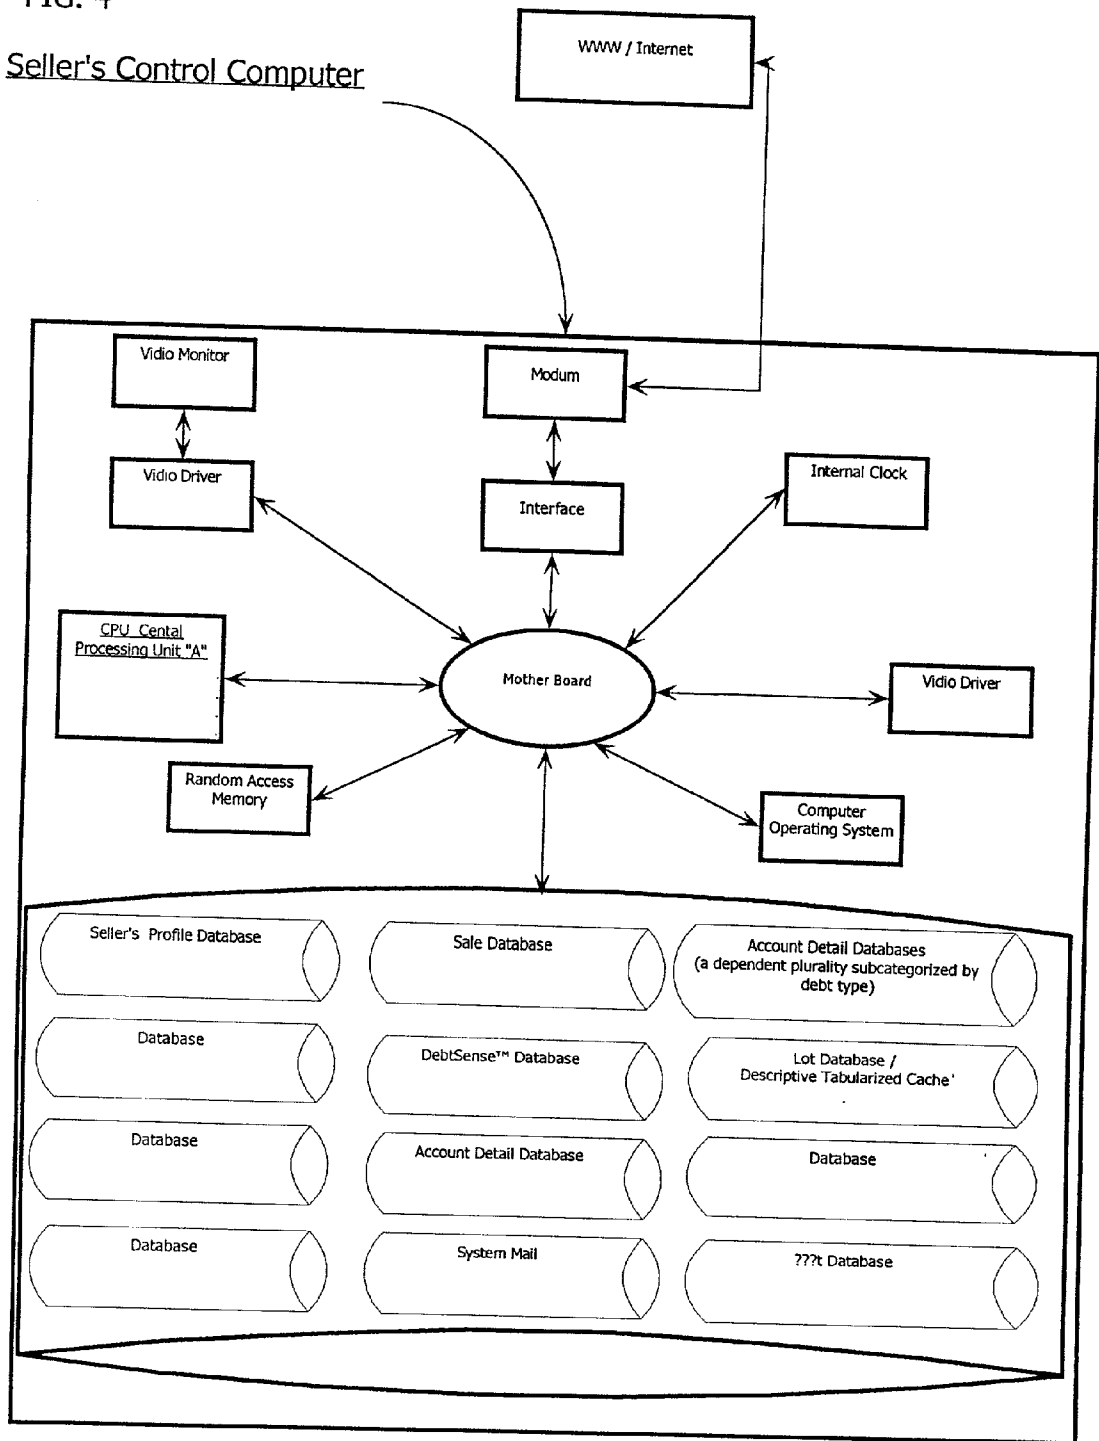 FIG. 4
Seller's Control Computer
WWW / Internet
Vidio Monitor
Modum
Vidio Driver
Interface
Internal Clock
CPU Cental
Processing Unit "A"
Mother Board
Vidio Driver
Random Access
Memory
Computer
Operating System
Seller's Profile Database
Sale Database
Account Detail Databases
(a dependent plurality subcategorized by
debt type)
Database
DebtSense™ Database
Lot Database /
Descriptive Tabularized Cache'
Database
Account Detail Database
Database
Database
System Mail
???t Database